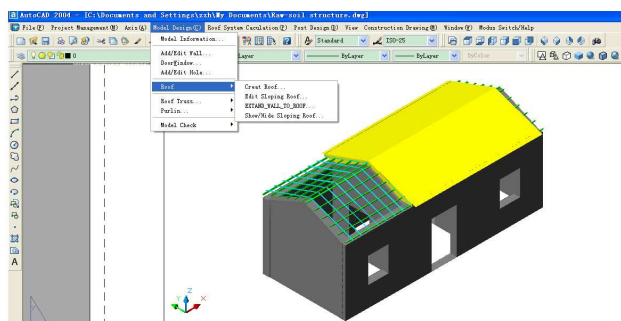 AutoCAD 2004 - [C:\Documents and Settings\zzh\My Documents\Raw-soil structure.dwg]
File(F) Project Management(M) Axis(A) Model Design(C) Roof System Caculation(P) Post Design(D) View Construction Drawing(B) Window(W) Modus Switch/Help
Standard ISO-25
0 Layer ByLayer ByLayer ByColor
Model Information...
Add/Edit Wall...
Door/Window...
Add/Edit Hole...
Roof
Roof Truss...
Purlin...
Model Check
Creat Roof...
Edit Sloping Roof...
EXTAND_WALL_TO_ROOF...
Show/Hide Sloping Roof...
A
Z
Y X